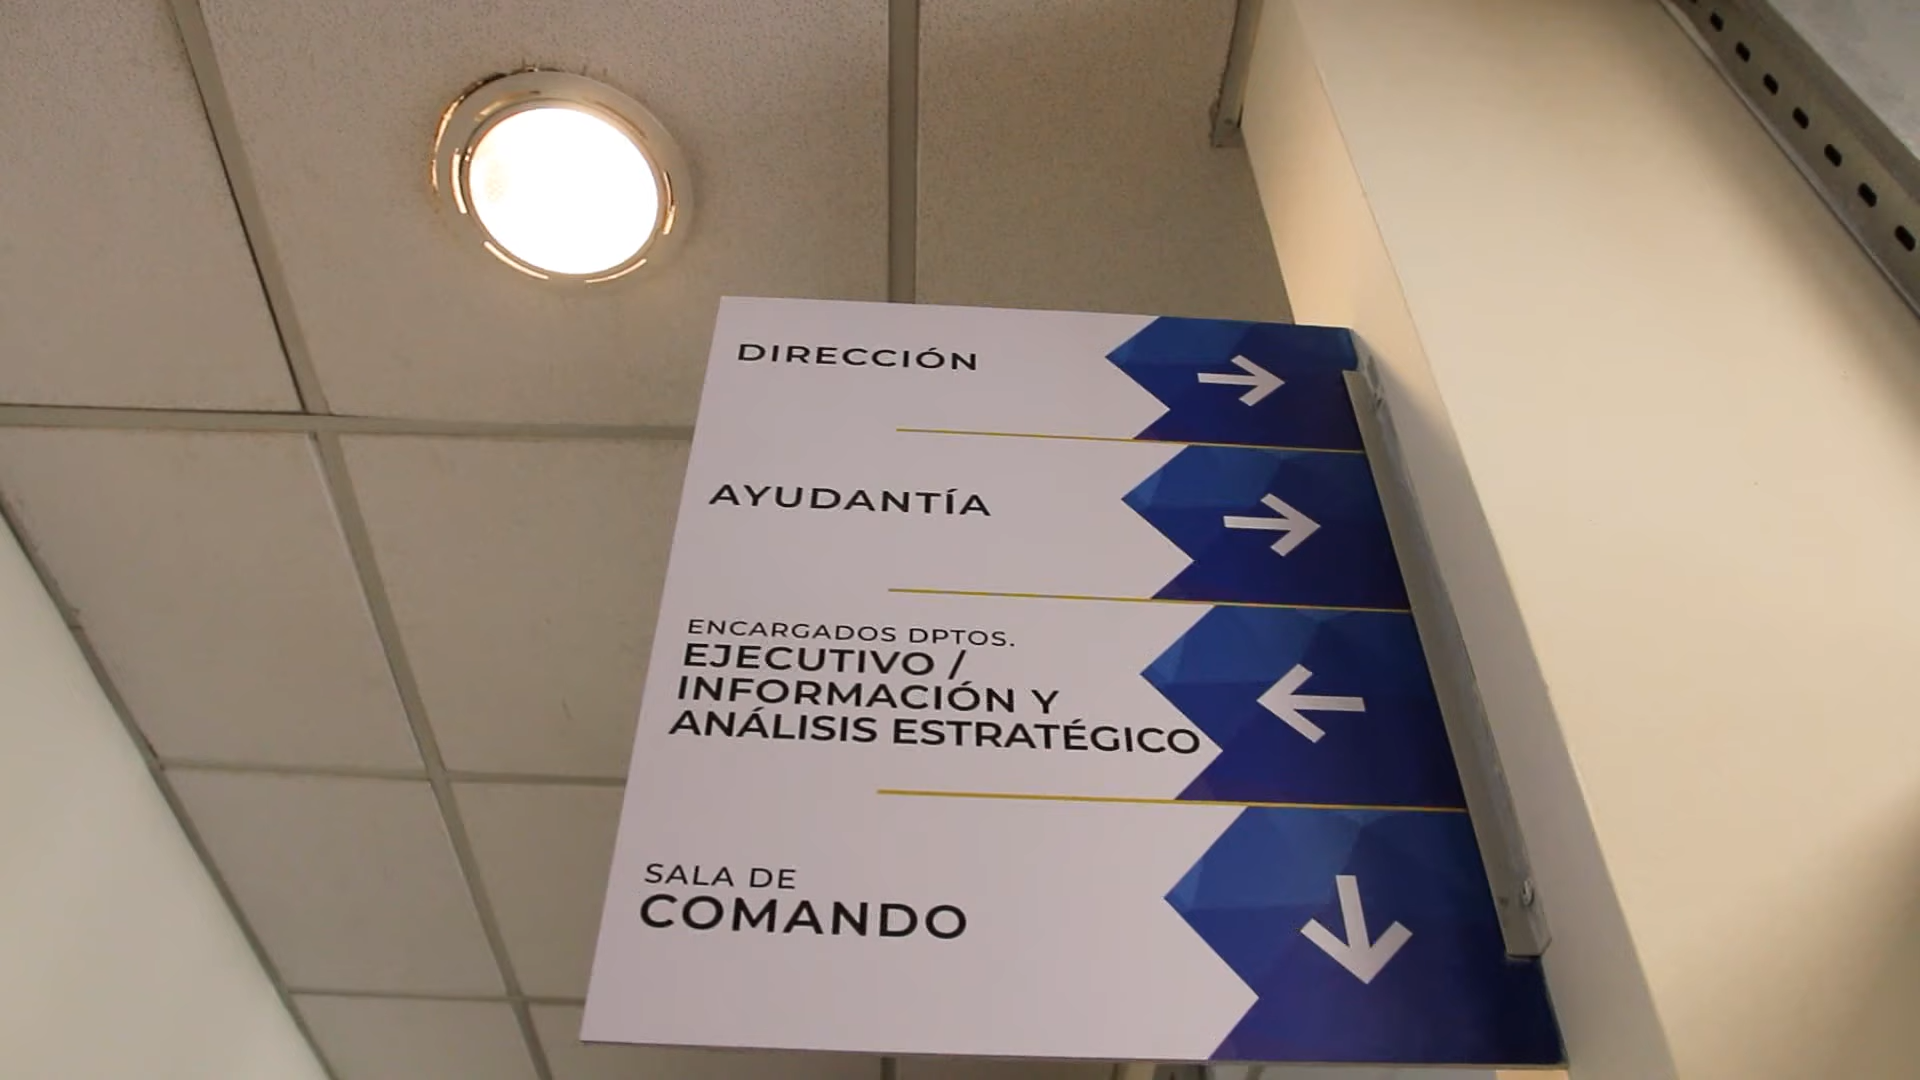 DIRECCIÓN
AYUDANTÍA
ENCARGADOS DPTOS.
EJECUTIVO /
INFORMACIÓN Y
ANÁLISIS ESTRATÉGICO
SALA DE
COMANDO